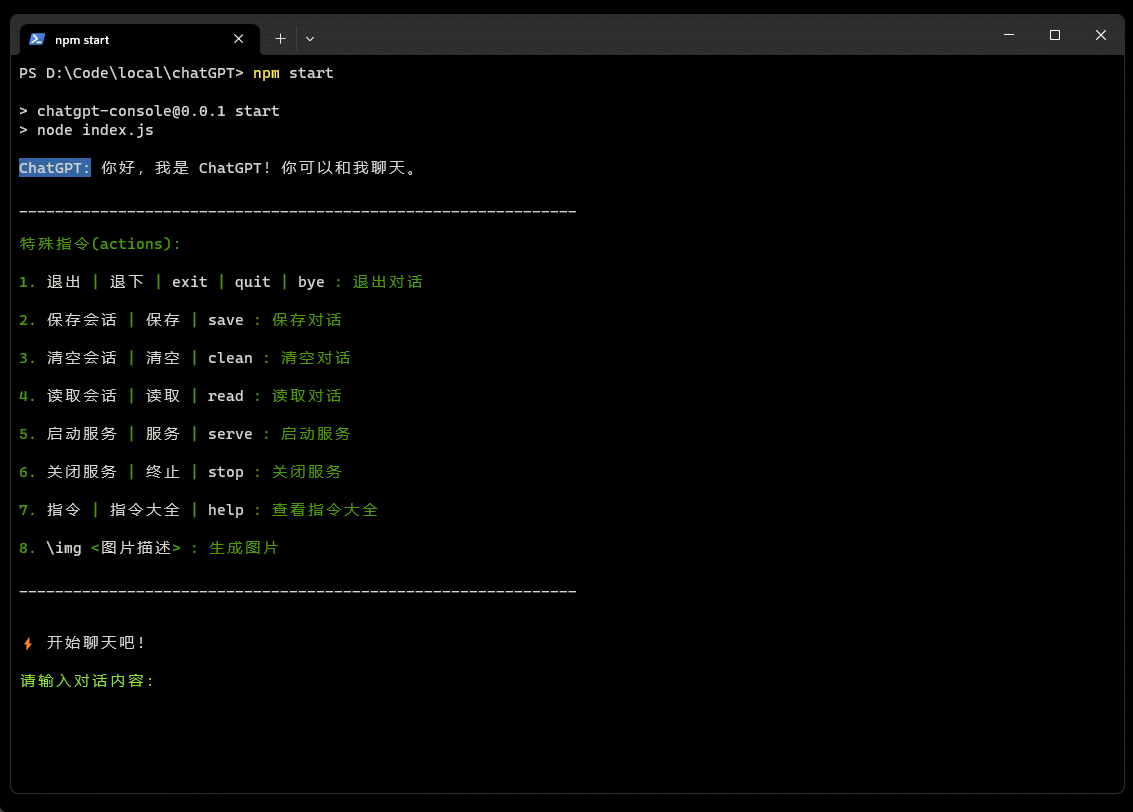 npm start
PS D:\Code\local\chatGPT> npm start
> chatgpt-console@0.0.1 start
> node index.js
ChatGPT: 你好, 我是 ChatGPT! 你可以和我聊天。
--------------------------------------------------------------
特殊指令(actions):
1. 退出 | 退下 | exit | quit | bye : 退出对话
2. 保存会话 | 保存 | save : 保存对话
3. 清空会话 | 清空 | clean : 清空对话
4. 读取会话 | 读取 | read : 读取对话
5. 启动服务 | 服务 | serve : 启动服务
6. 关闭服务 | 终止 | stop : 关闭服务
7. 指令 | 指令大全 | help : 查看指令大全
8. \img <图片描述> : 生成图片
--------------------------------------------------------------
⚡ 开始聊天吧!
请输入对话内容: